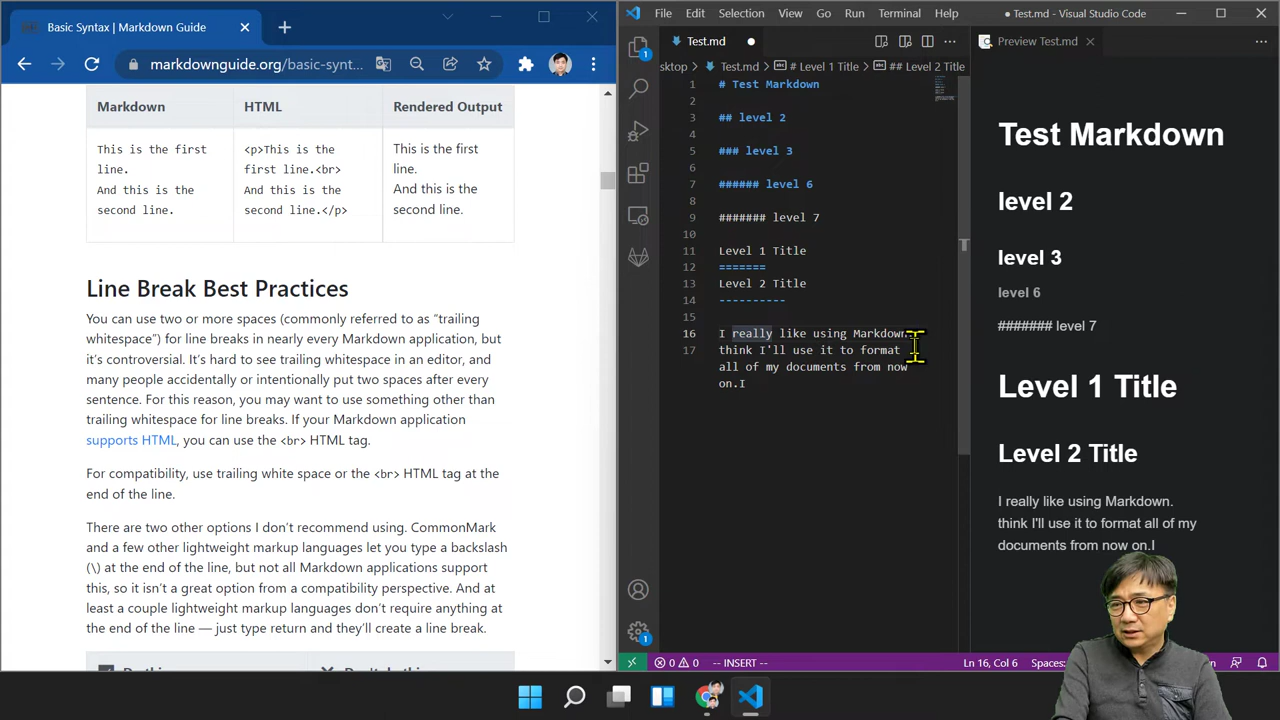 Basic Syntax | Markdown Guide
markdownguide.org/basic-synt...
Markdown HTML Rendered Output
This is the first
line.
And this is the
second line.
<p>This is the
first line.<br>
And this is the
second line.</p>
This is the first
line.
And this is the
second line.
Line Break Best Practices
You can use two or more spaces (commonly referred to as “trailing
whitespace”) for line breaks in nearly every Markdown application, but
it’s controversial. It’s hard to see trailing whitespace in an editor, and
many people accidentally or intentionally put two spaces after every
sentence. For this reason, you may want to use something other than
trailing whitespace for line breaks. If your Markdown application
supports HTML, you can use the <br> HTML tag.
For compatibility, use trailing white space or the <br> HTML tag at the
end of the line.
There are two other options I don’t recommend using. CommonMark
and a few other lightweight markup languages let you type a backslash
(\) at the end of the line, but not all Markdown applications support
this, so it isn’t a great option from a compatibility perspective. And at
least a couple lightweight markup languages don’t require anything at
the end of the line — just type return and they’ll create a line break.
File Edit Selection View Go Run Terminal Help
● Test.md - Visual Studio Code
Test.md
sktop > Test.md > # Level 1 Title > ## Level 2 Title
1 # Test Markdown
2
3 ## level 2
4
5 ### level 3
6
7 ###### level 6
8
9 ####### level 7
10
11 Level 1 Title
12 =======
13 Level 2 Title
14 ----------
15
16 I really like using Markdown.
17 think I'll use it to format
all of my documents from now
on.I
1
1
0 0 -- INSERT --
Ln 16, Col 6 Spaces:
Preview Test.md
Test Markdown
level 2
level 3
level 6
####### level 7
Level 1 Title
Level 2 Title
I really like using Markdown.
think I'll use it to format all of my
documents from now on.I